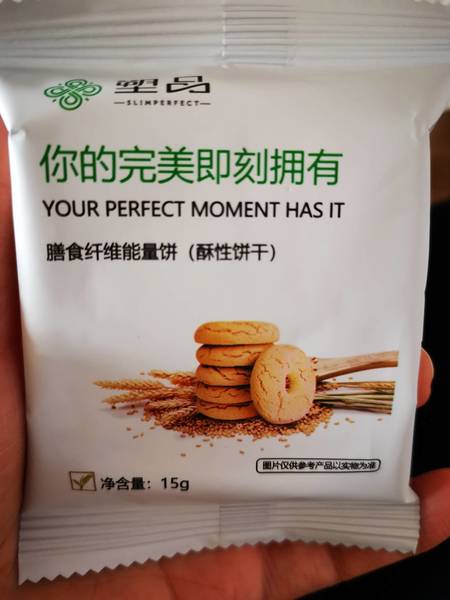 塑品
SLIMPERFECT
你的完美即刻拥有
YOUR PERFECT MOMENT HAS IT
膳食纤维能量饼（酥性饼干）
图片仅供参考产品以实物为准
净含量：15g